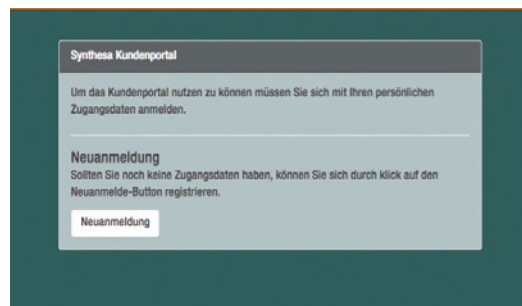 Synthesa Kundenportal
Um das Kundenportal nutzen zu können müssen Sie sich mit Ihren persönlichen
Zugangsdaten anmelden.
Neuanmeldung
Sollten Sie noch keine Zugangsdaten haben, können Sie sich durch klick auf den
Neuanmelde-Button registrieren.
Neuanmeldung